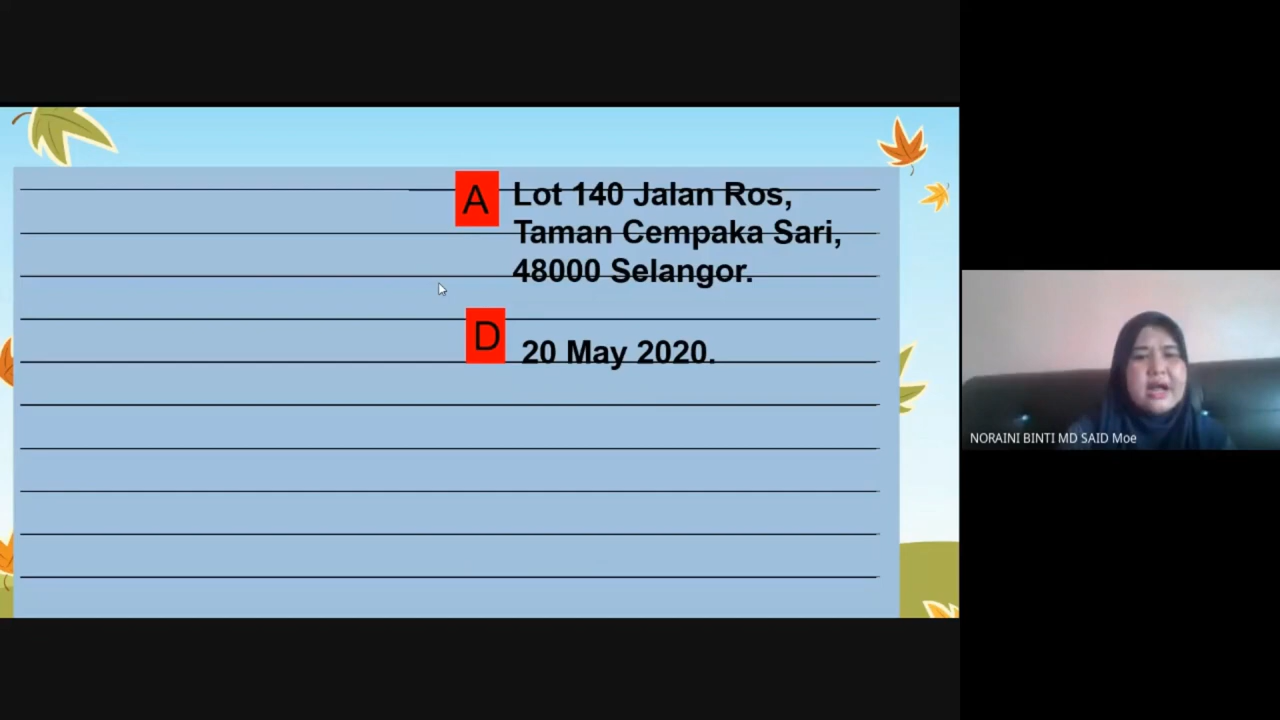 A
Lot 140 Jalan Ros,
Taman Cempaka Sari,
48000 Selangor.
D
20 May 2020.
NORAINI BINTI MD SAID Moe